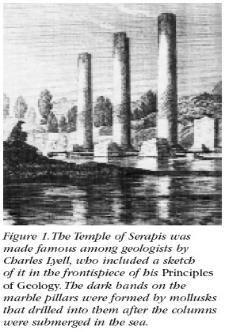 Figure 1. The Temple of Serapis was
made famous among geologists by
Charles Lyell, who included a sketch
of it in the frontispiece of his Principles
of Geology. The dark bands on the
marble pillars were formed by mollusks
that drilled into them after the columns
were submerged in the sea.